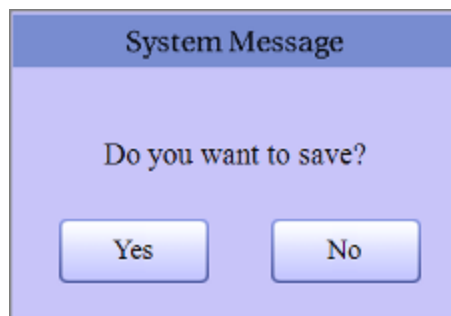 System Message
Do you want to save?
Yes
No